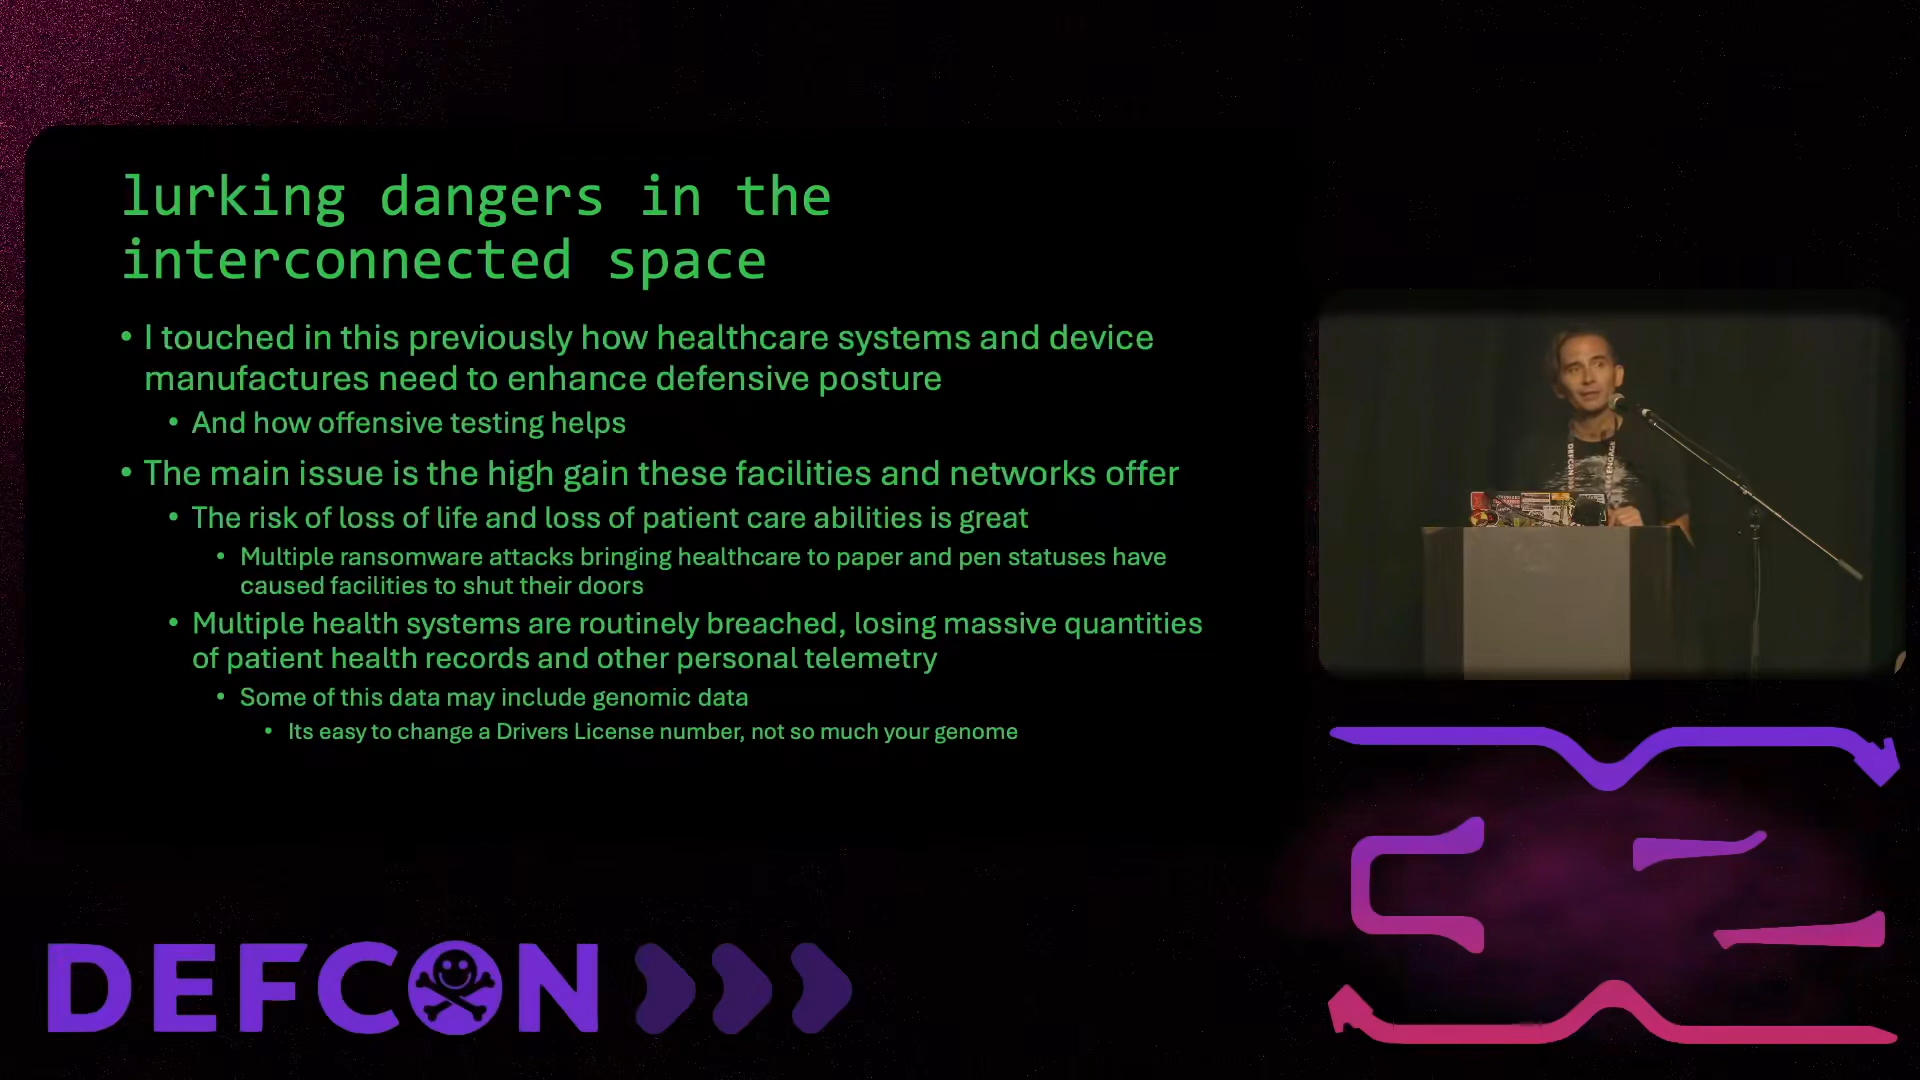 lurking dangers in the
interconnected space
• I touched in this previously how healthcare systems and device
manufactures need to enhance defensive posture
• And how offensive testing helps
• The main issue is the high gain these facilities and networks offer
• The risk of loss of life and loss of patient care abilities is great
• Multiple ransomware attacks bringing healthcare to paper and pen statuses have
caused facilities to shut their doors
• Multiple health systems are routinely breached, losing massive quantities
of patient health records and other personal telemetry
• Some of this data may include genomic data
• Its easy to change a Drivers License number, not so much your genome
DEFCON
DEFCON
ENGAGE